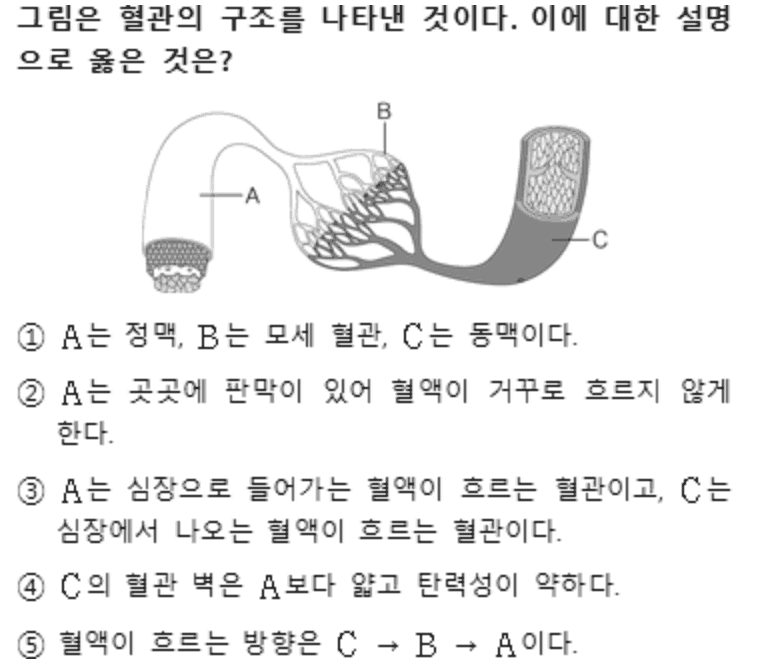 그림은 혈관의 구조를 나타낸 것이다. 이에 대한 설명
으로 옳은 것은?
B
A
C
① A는 정맥, B는 모세 혈관, C는 동맥이다.
② A는 곳곳에 판막이 있어 혈액이 거꾸로 흐르지 않게
한다.
③ A는 심장으로 들어가는 혈액이 흐르는 혈관이고, C는
심장에서 나오는 혈액이 흐르는 혈관이다.
④ C의 혈관 벽은 A보다 얇고 탄력성이 약하다.
⑤ 혈액이 흐르는 방향은 C → B → A이다.